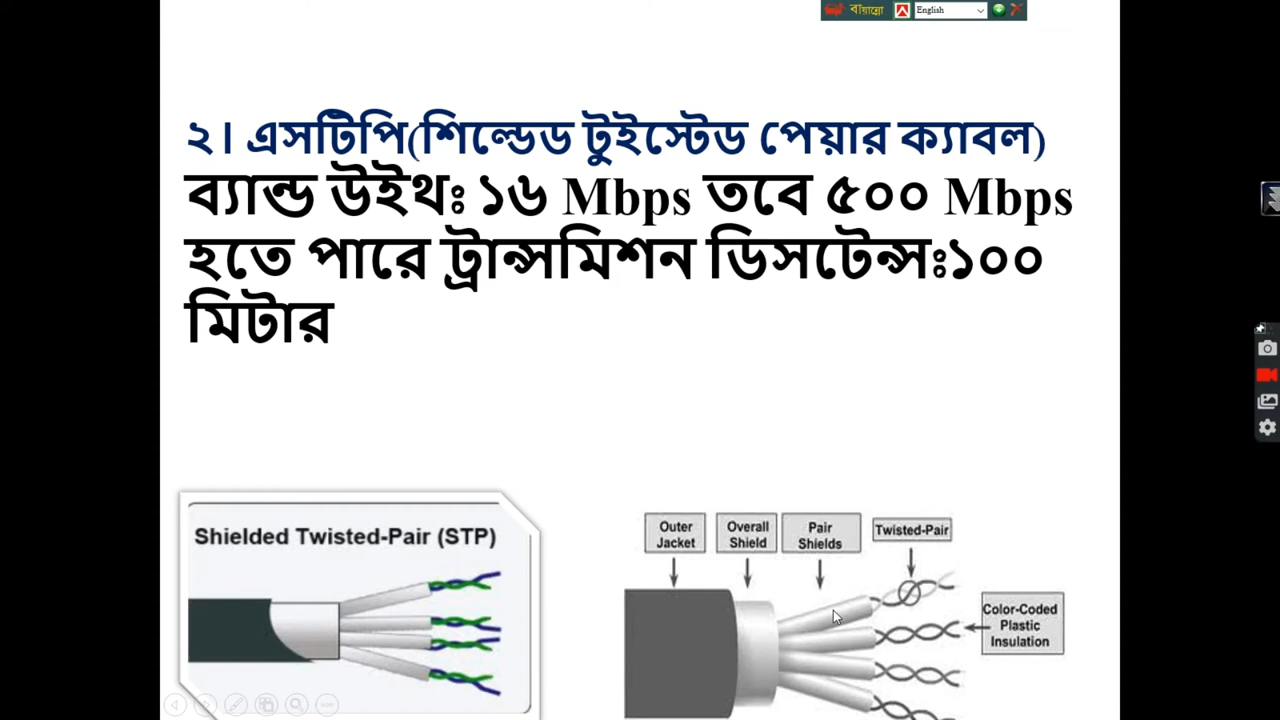 বাঁয়ান্নো
English
২। এসটিপি(শিল্ডেড টুইস্টেড পেয়ার ক্যাবল)
ব্যান্ড উইথঃ ১৬ Mbps তবে ৫০০ Mbps
হতে পারে ট্রান্সমিশন ডিসটেন্সঃ১০০
মিটার
Shielded Twisted-Pair (STP)
Outer
Jacket
Overall
Shield
Pair
Shields
Twisted-Pair
Color-Coded
Plastic
Insulation